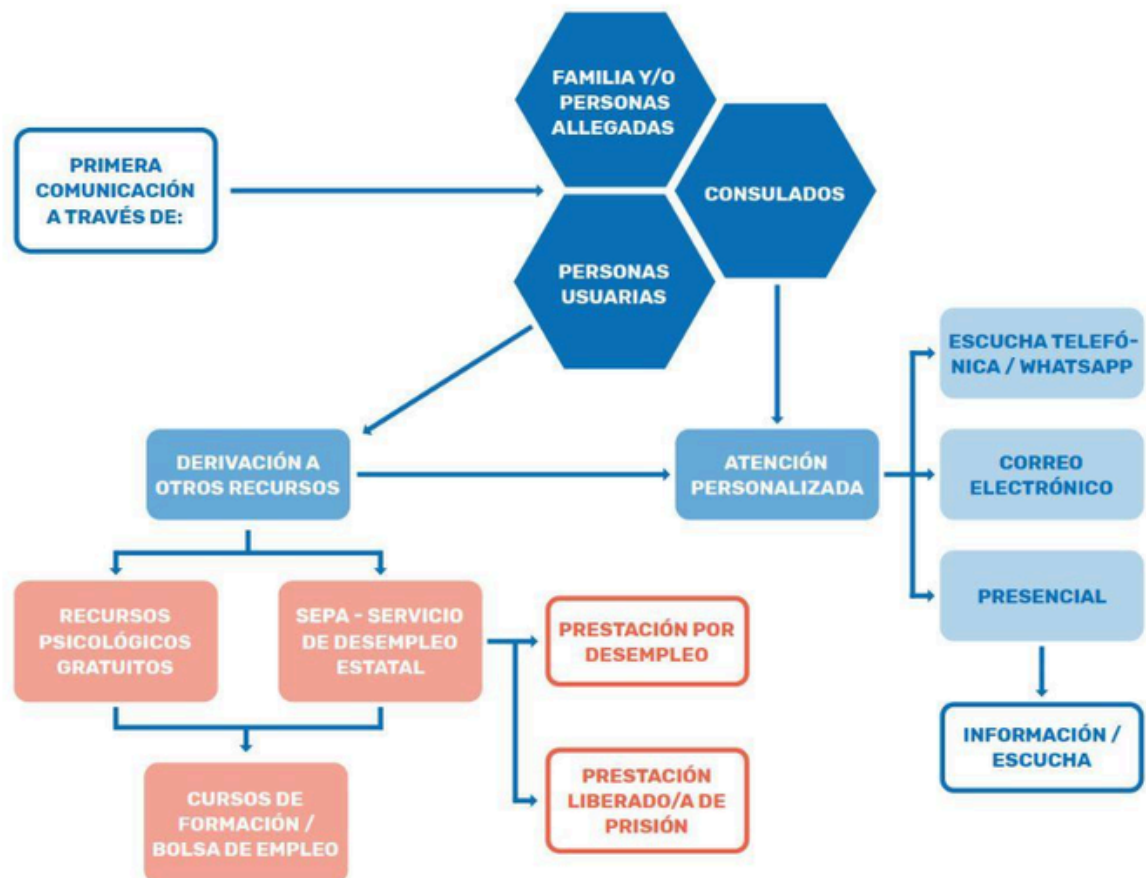 FAMILIA Y/O
PERSONAS
ALLEGADAS
PRIMERA
COMUNICACIÓN
A TRAVÉS DE:
CONSULADOS
PERSONAS
USUARIAS
ESCUCHA TELEFÓ-
NICA / WHATSAPP
DERIVACIÓN A
OTROS RECURSOS
ATENCIÓN
PERSONALIZADA
CORREO
ELECTRÓNICO
PRESENCIAL
RECURSOS
PSICOLÓGICOS
GRATUITOS
SEPA - SERVICIO
DE DESEMPLEO
ESTATAL
PRESTACIÓN POR
DESEMPLEO
INFORMACIÓN /
ESCUCHA
CURSOS DE
FORMACIÓN /
BOLSA DE EMPLEO
PRESTACIÓN
LIBERADO/A DE
PRISIÓN